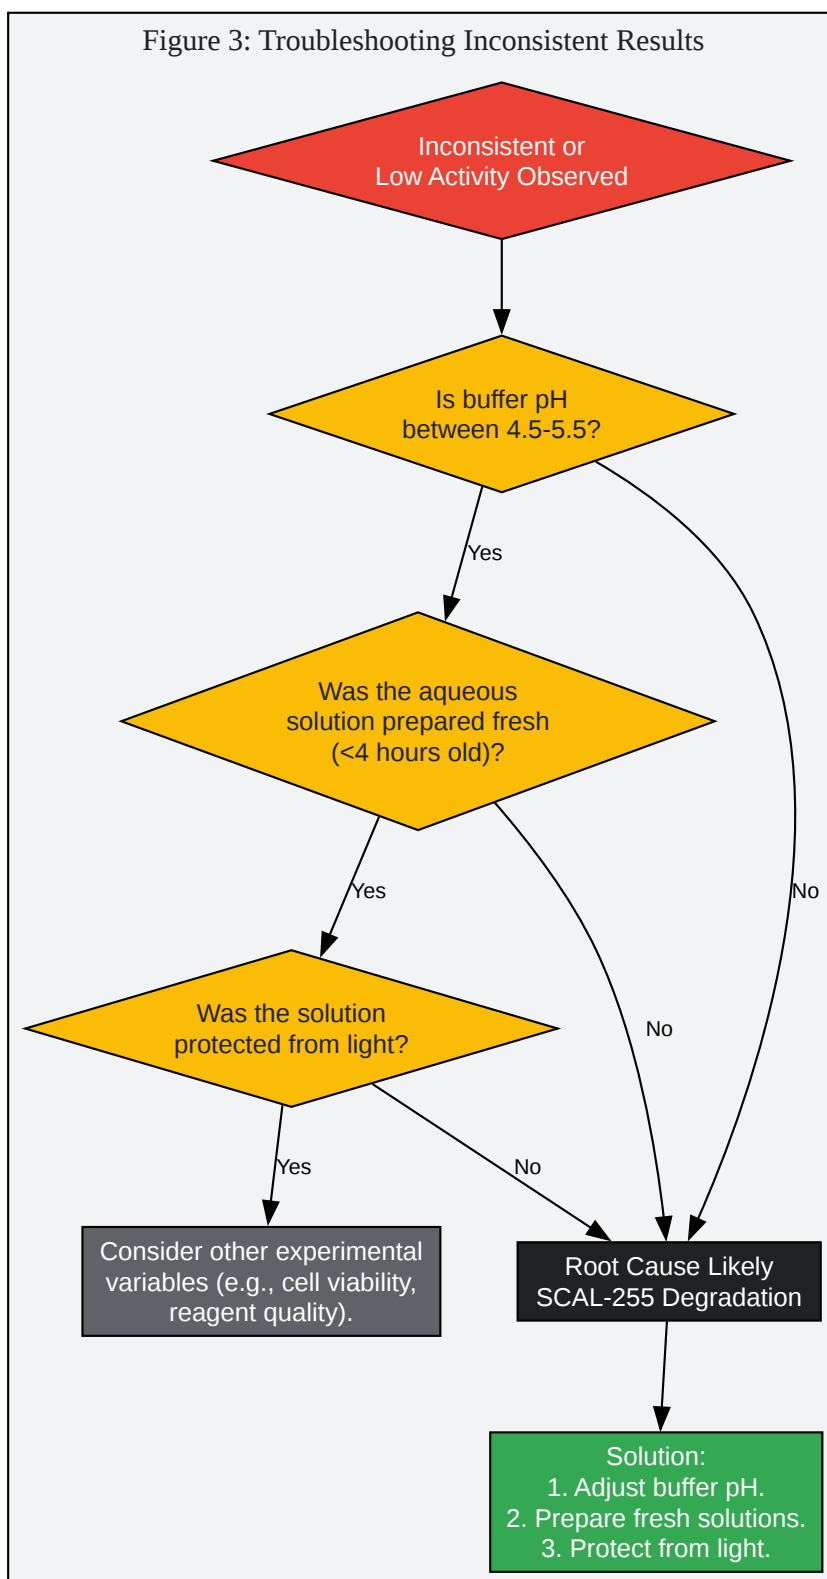 Figure 3: Troubleshooting Inconsistent Results
Inconsistent or
Low Activity Observed
Is buffer pH
between 4.5-5.5?
Yes
Was the aqueous
solution prepared fresh
(<4 hours old)?
Yes
No
Was the solution
protected from light?
No
Yes
No
Consider other experimental
variables (e.g., cell viability,
reagent quality).
Root Cause Likely
SCAL-255 Degradation
Solution:
1. Adjust buffer pH.
2. Prepare fresh solutions.
3. Protect from light.